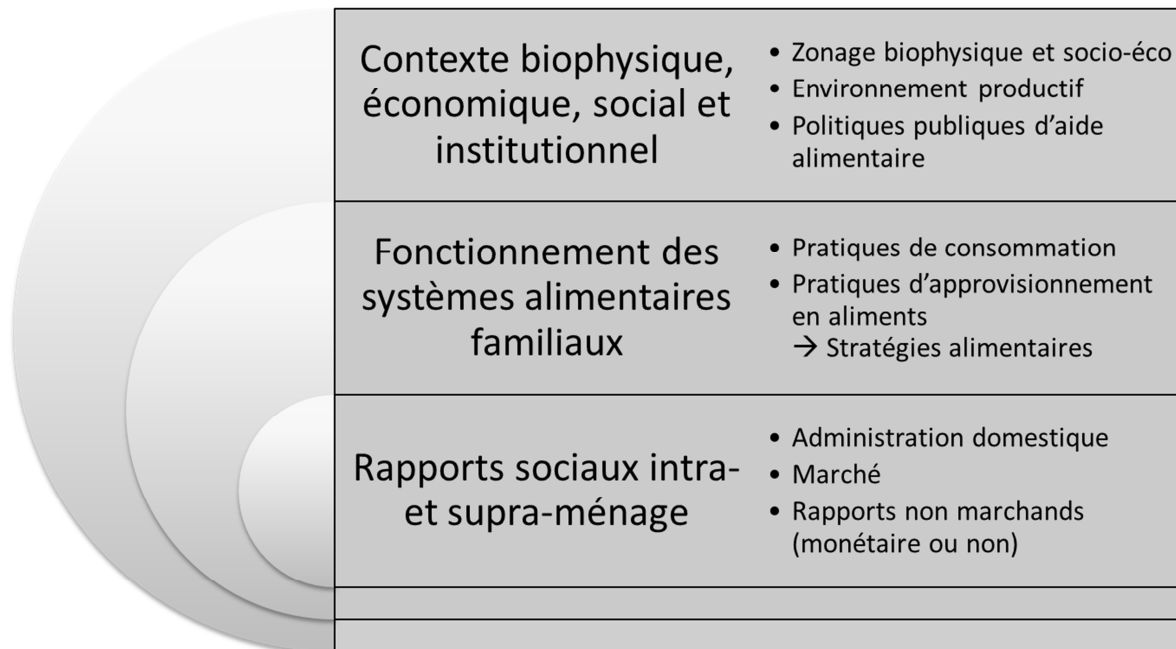 Contexte biophysique,
économique, social et
institutionnel
• Zonage biophysique et socio-éco
• Environnement productif
• Politiques publiques d'aide
alimentaire
Fonctionnement des
systèmes alimentaires
familiaux
• Pratiques de consommation
• Pratiques d'approvisionnement
en aliments
→ Stratégies alimentaires
Rapports sociaux intra-
et supra-ménage
• Administration domestique
• Marché
• Rapports non marchands
(monétaire ou non)